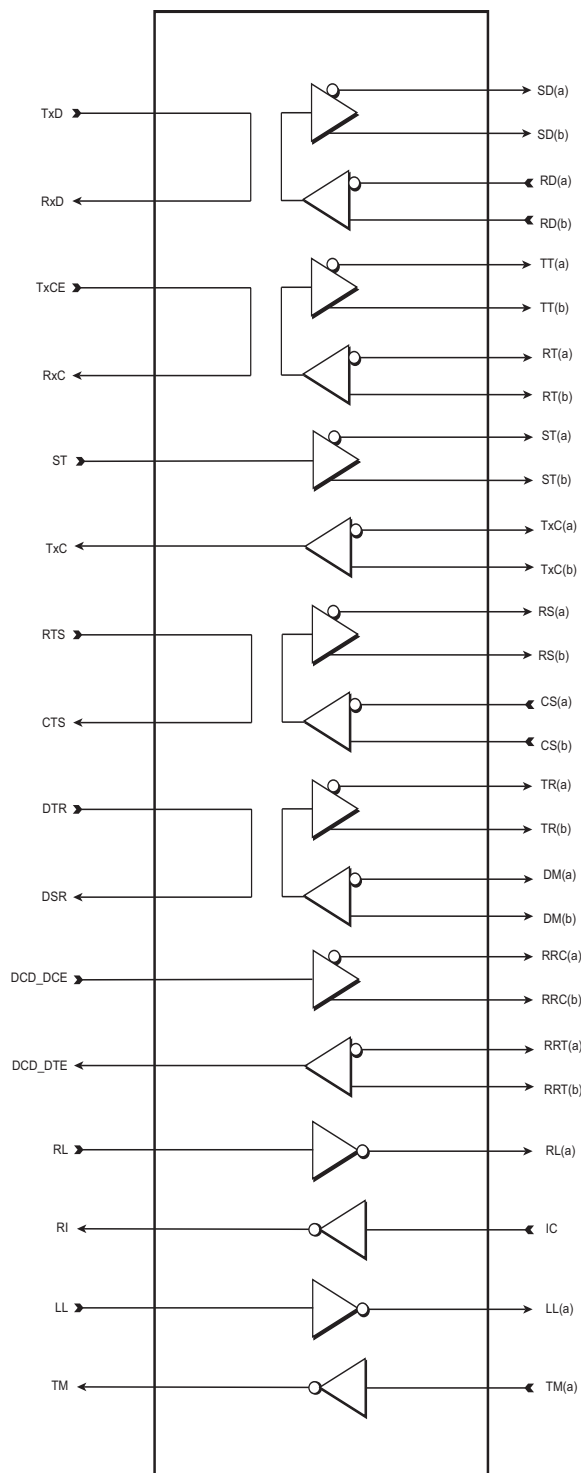 TxD
SD(a)
SD(b)
RxD
RD(a)
RD(b)
TxCE
TT(a)
TT(b)
RxC
RT(a)
RT(b)
ST
ST(a)
ST(b)
TxC
TxC(a)
TxC(b)
RTS
RS(a)
RS(b)
CTS
CS(a)
CS(b)
DTR
TR(a)
TR(b)
DSR
DM(a)
DM(b)
DCD_DCE
RRC(a)
RRC(b)
DCD_DTE
RRT(a)
RRT(b)
RL
RL(a)
RI
IC
LL
LL(a)
TM
TM(a)